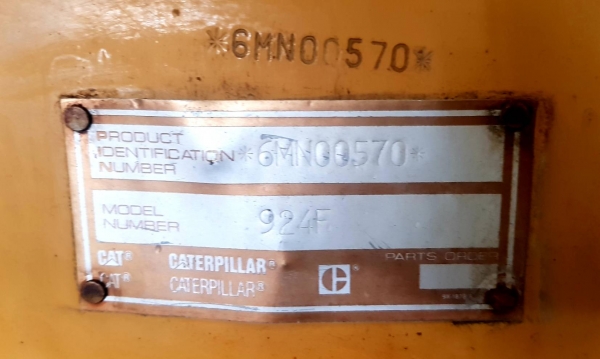 *6MN00570*
PRODUCT
IDENTIFICATION
NUMBER
*6MN00570*
MODEL
NUMBER
924F
CAT® CATERPILLAR®
CAT® CATERPILLAR®
PARTS ORDER